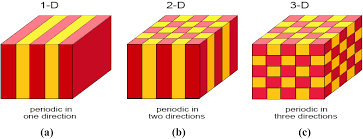 1-D 2-D 3-D
periodic in one direction
periodic in two directions
periodic in three directions
(a) (b) (c)